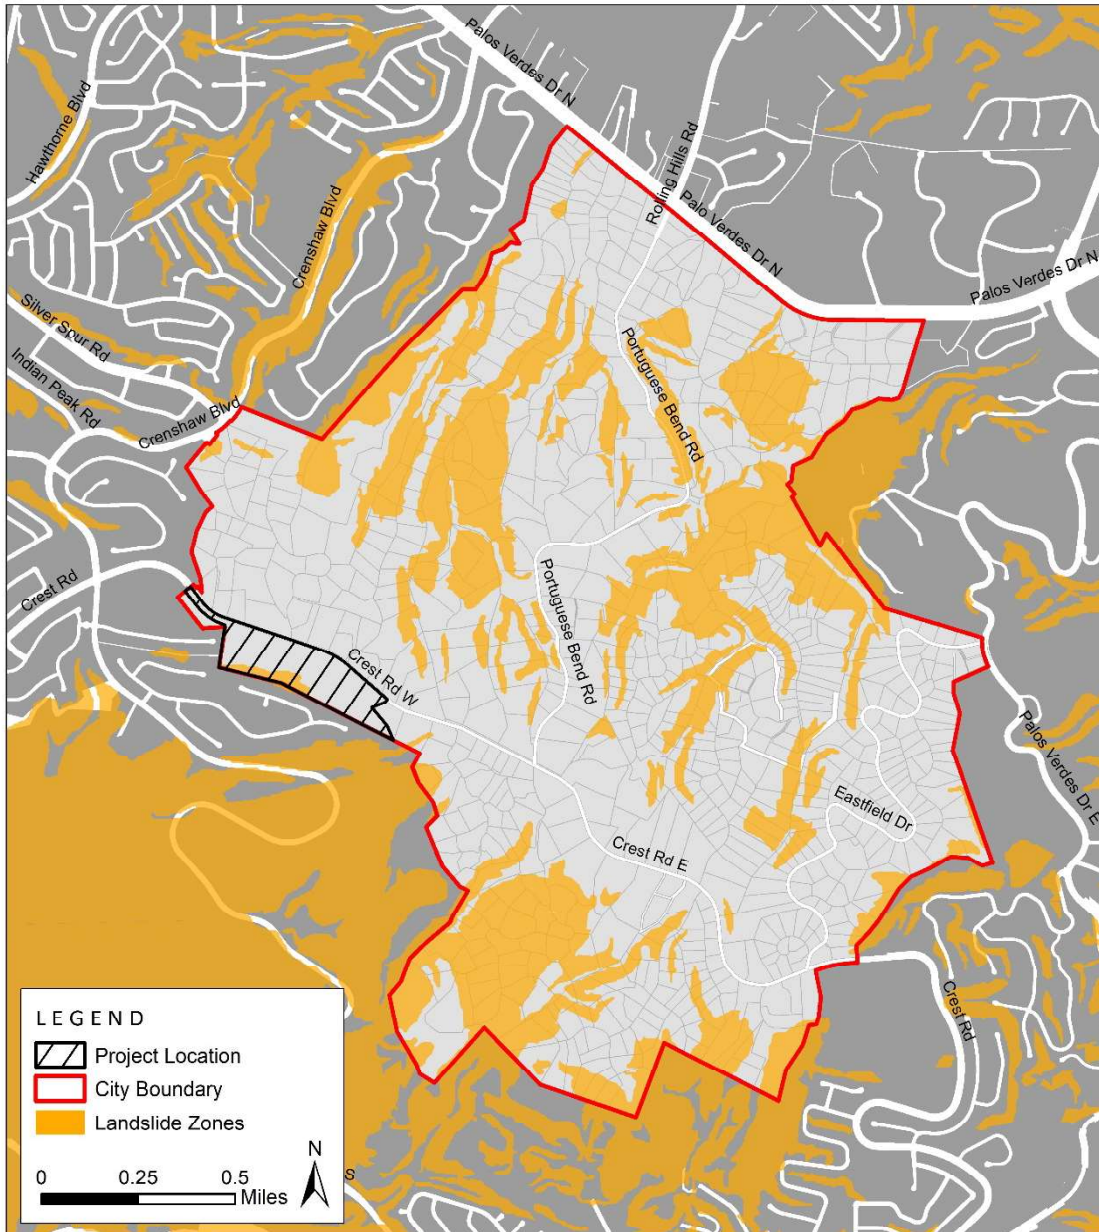 Palos Verdes Dr N
Hawthorne Blvd
Rolling Hills Rd
Crenshaw Blvd
Palo Verdes Dr N
Palos Verdes Dr N
Silver Spur Rd
Indian Peak Rd
Portuguese Bend Rd
Crenshaw Blvd
Crest Rd
Portuguese Bend Rd
Crest Rd W
Palos Verdes Dr E
Eastfield Dr
Crest Rd E
Crest Rd
LEGEND
Project Location
City Boundary
Landslide Zones
N
0 0.25 0.5
Miles
S